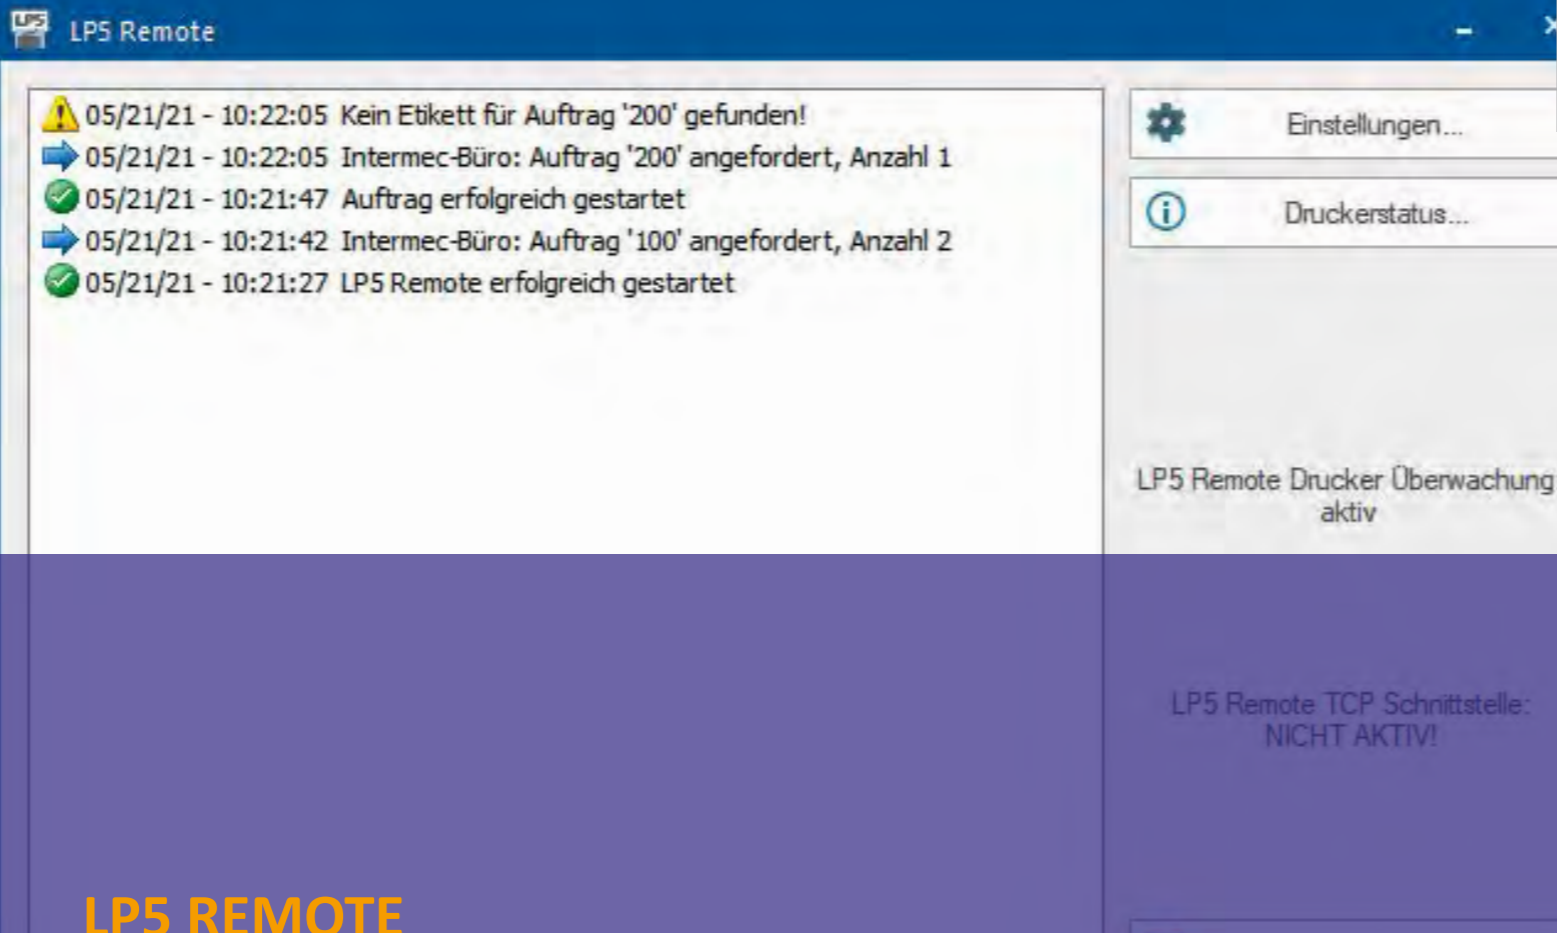 LP5 Remote
05/21/21 - 10:22:05 Kein Etikett für Auftrag '200' gefunden!
05/21/21 - 10:22:05 Intermec-Büro: Auftrag '200' angefordert, Anzahl 1
05/21/21 - 10:21:47 Auftrag erfolgreich gestartet
05/21/21 - 10:21:42 Intermec-Büro: Auftrag '100' angefordert, Anzahl 2
05/21/21 - 10:21:27 LP5 Remote erfolgreich gestartet
Einstellungen...
Druckerstatus...
LP5 Remote Drucker Überwachung
aktiv
LP5 Remote TCP Schnittstelle:
NICHT AKTIV!
LP5 REMOTE